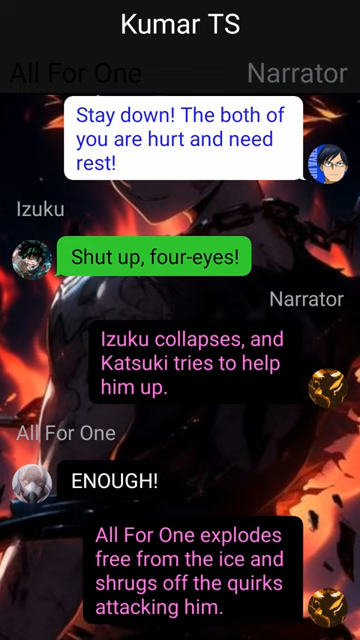 Kumar TS
All For One
Narrator
Stay down! The both of
you are hurt and need
rest!
Izuku
Shut up, four-eyes!
Narrator
Izuku collapses, and
Katsuki tries to help
him up.
All For One
ENOUGH!
All For One explodes
free from the ice and
shrugs off the quirks
attacking him.